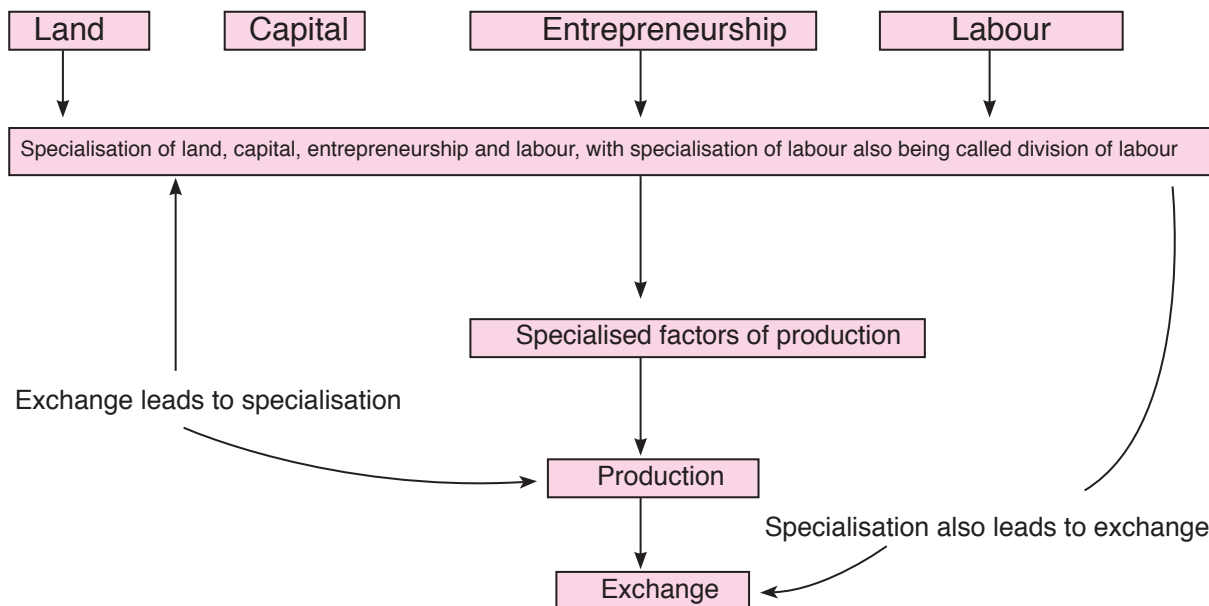 Land
Capital
Entrepreneurship
Labour
Specialisation of land, capital, entrepreneurship and labour, with specialisation of labour also being called division of labour
Specialised factors of production
Exchange leads to specialisation
Production
Specialisation also leads to exchange
Exchange